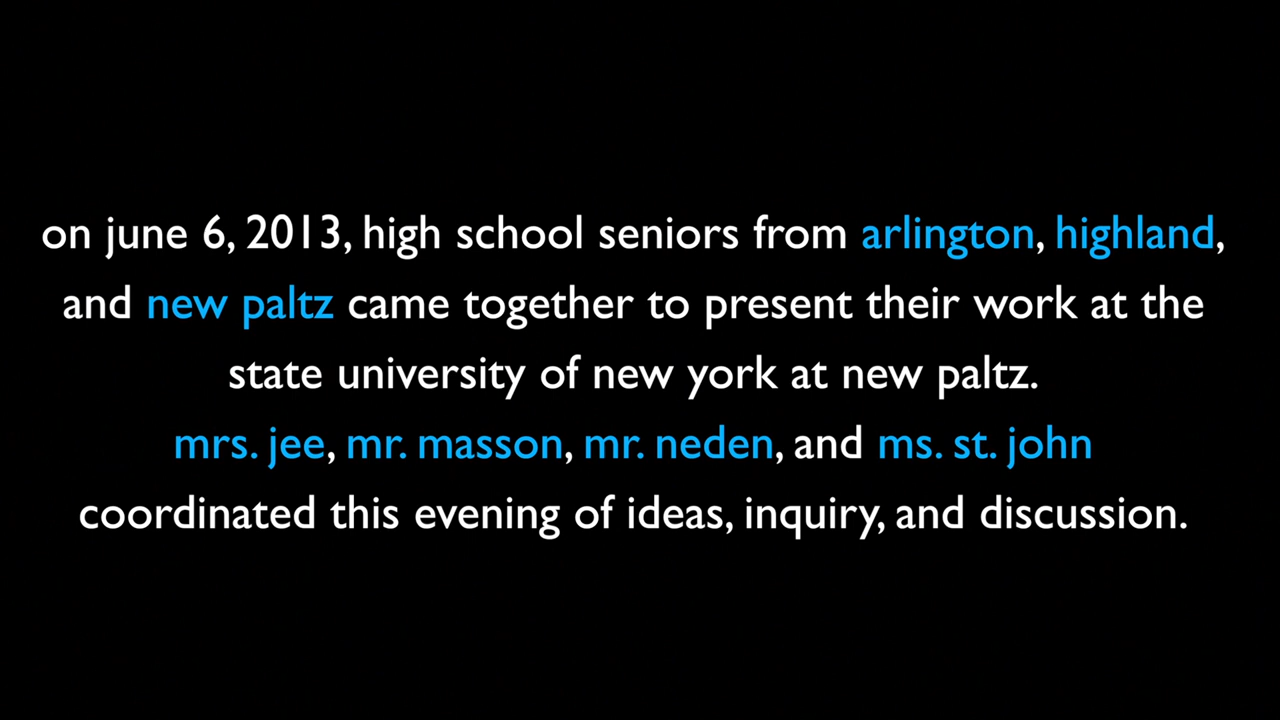 on june 6, 2013, high school seniors from arlington, highland,
and new paltz came together to present their work at the
state university of new york at new paltz.
mrs. jee, mr. masson, mr. neden, and ms. st. john
coordinated this evening of ideas, inquiry, and discussion.